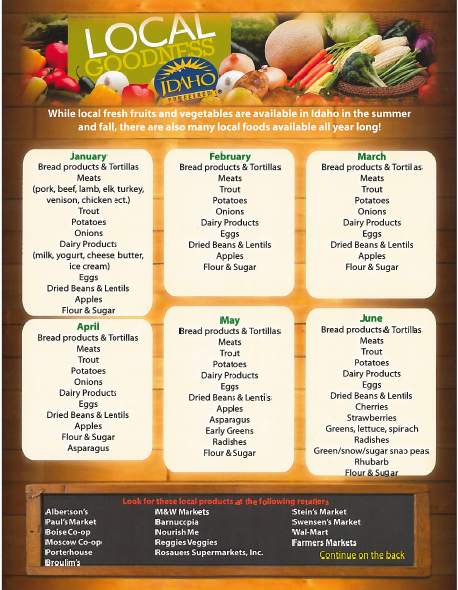 LOCAL
GOODNESS
IDAHO
PREFERRED
While local fresh fruits and vegetables are available in Idaho in the summer
and fall, there are also many local foods available all year long!
January
Bread products & Tortillas
Meats
(pork, beef, lamb, elk, turkey,
venison, chicken ect.)
Trout
Potatoes
Onions
Dairy Products
(milk, yogurt, cheese, butter,
ice cream)
Eggs
Dried Beans & Lentils
Apples
Flour & Sugar
February
Bread products & Tortillas
Meats
Trout
Potatoes
Onions
Dairy Products
Eggs
Dried Beans & Lentils
Apples
Flour & Sugar
March
Bread products & Tortillas
Meats
Trout
Potatoes
Onions
Dairy Products
Eggs
Dried Beans & Lentils
Apples
Flour & Sugar
April
Bread products & Tortillas
Meats
Trout
Potatoes
Onions
Dairy Products
Eggs
Dried Beans & Lentils
Apples
Flour & Sugar
Asparagus
May
Bread products & Tortillas
Meats
Trout
Potatoes
Dairy Products
Eggs
Dried Beans & Lentils
Apples
Asparagus
Early Greens
Radishes
Flour & Sugar
June
Bread products & Tortillas
Meats
Trout
Potatoes
Dairy Products
Eggs
Dried Beans & Lentils
Cherries
Strawberries
Greens, lettuce, spirach
Radishes
Green/snow/sugar snap peas
Rhubarb
Flour & Sugar
Look for these local products at the following retailers
Albertson's
Paul's Market
Boise Co-op
Moscow Co-op
Porterhouse
Broulim's
M&W Markets
Barnuccpia
Nourish Me
Reggies Veggies
Rosauers Supermarkets, Inc.
Stein's Market
Swensen's Market
Wal-Mart
Farmers Markets
Continue on the back